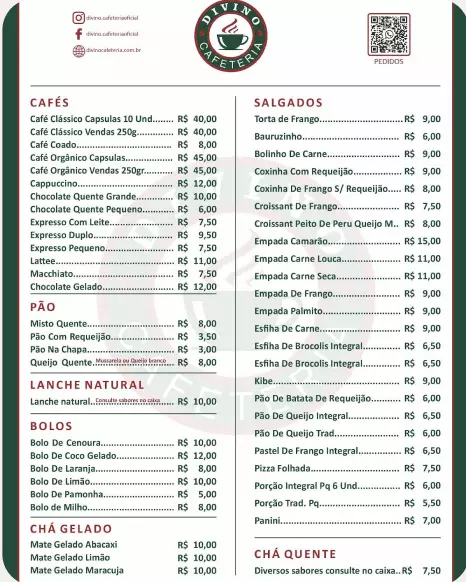 divino.cafeteriaoficial
divino.cafeteriaoficial
divinocafeteria.com.br
DIVINO
CAFETERIA
PEDIDOS
CAFÉS
Café Clássico Capsulas 10 Und....... R$ 40,00
Café Clássico Vendas 250g............. R$ 40,00
Café Coado................................ R$ 8,00
Café Orgânico Capsulas................ R$ 45,00
Café Orgânico Vendas 250gr.......... R$ 45,00
Cappuccino................................ R$ 12,00
Chocolate Quente Grande............ R$ 10,00
Chocolate Quente Pequeno........... R$ 6,00
Expresso Com Leite..................... R$ 7,50
Expresso Duplo........................... R$ 9,50
Expresso Pequeno....................... R$ 7,50
Lattee....................................... R$ 11,00
Macchiato.................................. R$ 7,50
Chocolate Gelado........................ R$ 12,00
PÃO
Misto Quente............................. R$ 8,00
Pão Com Requeijão..................... R$ 3,50
Pão Na Chapa............................. R$ 3,00
Queijo Quente.. Mussarela ou Queijo branco R$ 8,00
LANCHE NATURAL
Lanche natural.. Consulte sabores no caixa R$ 10,00
BOLOS
Bolo De Cenoura......................... R$ 10,00
Bolo De Coco Gelado................... R$ 12,00
Bolo De Laranja.......................... R$ 8,00
Bolo De Limão............................ R$ 10,00
Bolo De Pamonha....................... R$ 5,00
Bolo de Milho............................. R$ 8,00
CHÁ GELADO
Mate Gelado Abacaxi R$ 10,00
Mate Gelado Limão R$ 10,00
Mate Gelado Maracuja R$ 10,00
SALGADOS
Torta de Frango............................. R$ 9,00
Bauruzinho................................... R$ 6,00
Bolinho De Carne.......................... R$ 9,00
Coxinha Com Requeijão................. R$ 9,00
Coxinha De Frango S/ Requeijão..... R$ 8,00
Croissant De Frango....................... R$ 7,50
Croissant Peito De Peru Queijo M.. R$ 8,00
Empada Camarão.......................... R$ 15,00
Empada Carne Louca..................... R$ 11,00
Empada Carne Seca....................... R$ 11,00
Empada De Frango........................ R$ 9,00
Empada Palmito............................ R$ 9,00
Esfiha De Carne............................. R$ 9,00
Esfiha De Brocolis Integral............. R$ 6,50
Esfiha De Brocolis Integral............. R$ 6,50
Kibe.............................................. R$ 9,00
Pão De Batata De Requeijão.......... R$ 6,00
Pão De Queijo Integral.................. R$ 6,50
Pão De Queijo Trad....................... R$ 6,00
Pastel De Frango Integral............... R$ 6,50
Pizza Folhada................................ R$ 7,50
Porção Integral Pq 6 Und............... R$ 6,00
Porção Trad. Pq............................. R$ 5,50
Panini........................................... R$ 7,00
CHÁ QUENTE
Diversos sabores consulte no caixa.. R$ 7,50